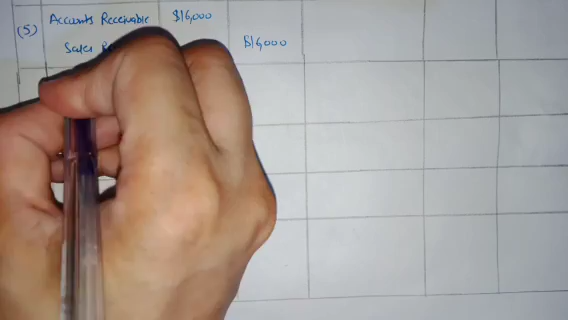 (5) Accounts Receivable $16,000
Sales $16,000